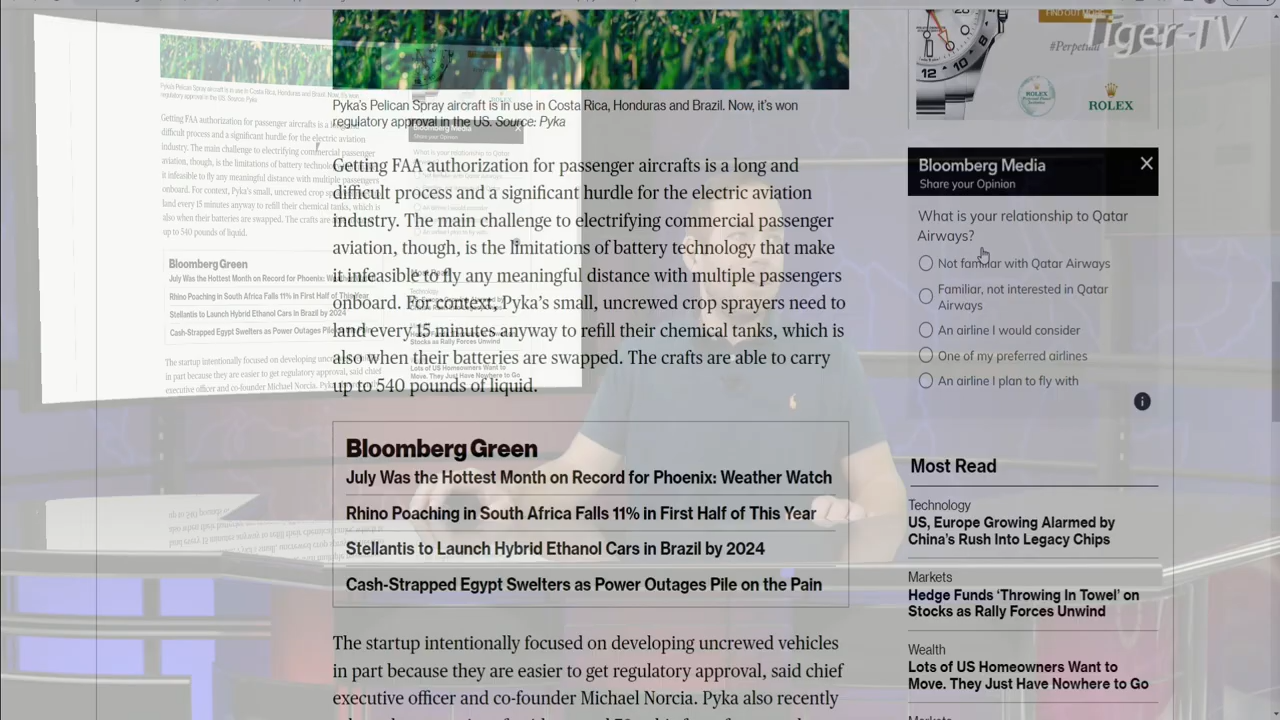 Tiger-TV
Pyka's Pelican Spray aircraft is in use in Costa Rica, Honduras and Brazil. Now, it's won
regulatory approval in the US. Source: Pyka
Getting FAA authorization for passenger aircrafts is a long and
difficult process and a significant hurdle for the electric aviation
industry. The main challenge to electrifying commercial passenger
aviation, though, is the limitations of battery technology that make
it infeasible to fly any meaningful distance with multiple passengers
onboard. For context, Pyka's small, uncrewed crop sprayers need to
land every 15 minutes anyway to refill their chemical tanks, which is
also when their batteries are swapped. The crafts are able to carry
up to 540 pounds of liquid.
Bloomberg Green
July Was the Hottest Month on Record for Phoenix: Weather Watch
Rhino Poaching in South Africa Falls 11% in First Half of This Year
Stellantis to Launch Hybrid Ethanol Cars in Brazil by 2024
Cash-Strapped Egypt Swelters as Power Outages Pile on the Pain
The startup intentionally focused on developing uncrewed vehicles
in part because they are easier to get regulatory approval, said chief
executive officer and co-founder Michael Norcia. Pyka also recently
FIND OUT MORE
#Perpetual
12 10
ROLEX
Bloomberg Media
Share your Opinion
What is your relationship to Qatar
Airways?
Not familiar with Qatar Airways
Familiar, not interested in Qatar
Airways
An airline I would consider
One of my preferred airlines
An airline I plan to fly with
Most Read
Technology
US, Europe Growing Alarmed by
China's Rush Into Legacy Chips
Markets
Hedge Funds 'Throwing In Towel' on
Stocks as Rally Forces Unwind
Wealth
Lots of US Homeowners Want to
Move. They Just Have Nowhere to Go